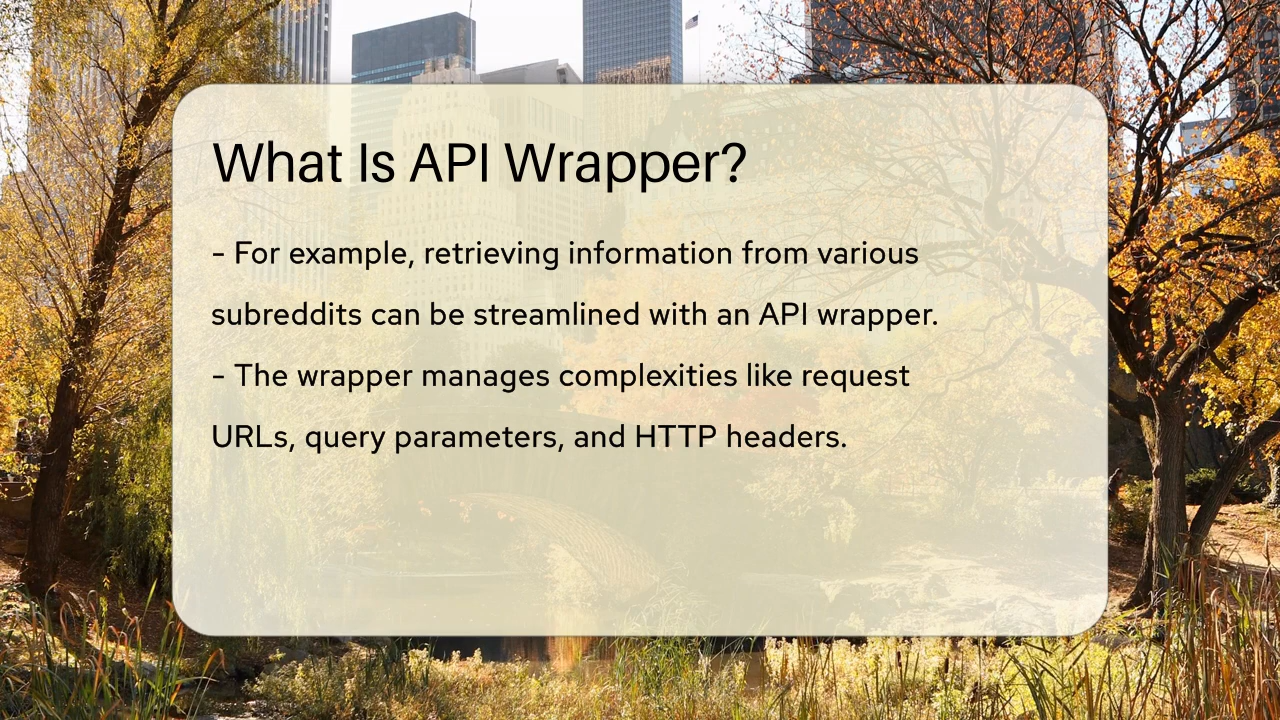 What Is API Wrapper?
– For example, retrieving information from various
subreddits can be streamlined with an API wrapper.
– The wrapper manages complexities like request
URLs, query parameters, and HTTP headers.